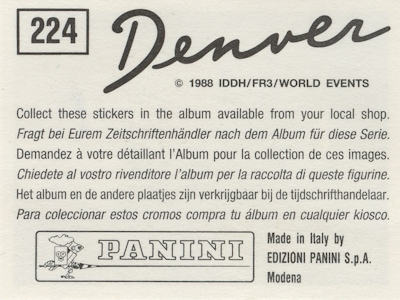 224 Denver
© 1988 IDDH/FR3/WORLD EVENTS
Collect these stickers in the album available from your local shop.
Fragt bei Eurem Zeitschriftenhändler nach dem Album für diese Serie.
Demandez à votre détaillant l'Album pour la collection de ces images.
Chiedete al vostro rivenditore l'album per la raccolta di queste figurine.
Het album en de andere plaatjes zijn verkrijgbaar bij de tijdschrifthandelaar.
Para coleccionar estos cromos compra tu álbum en cualquier kiosco.
PANINI
Made in Italy by
EDIZIONI PANINI S.p.A.
Modena